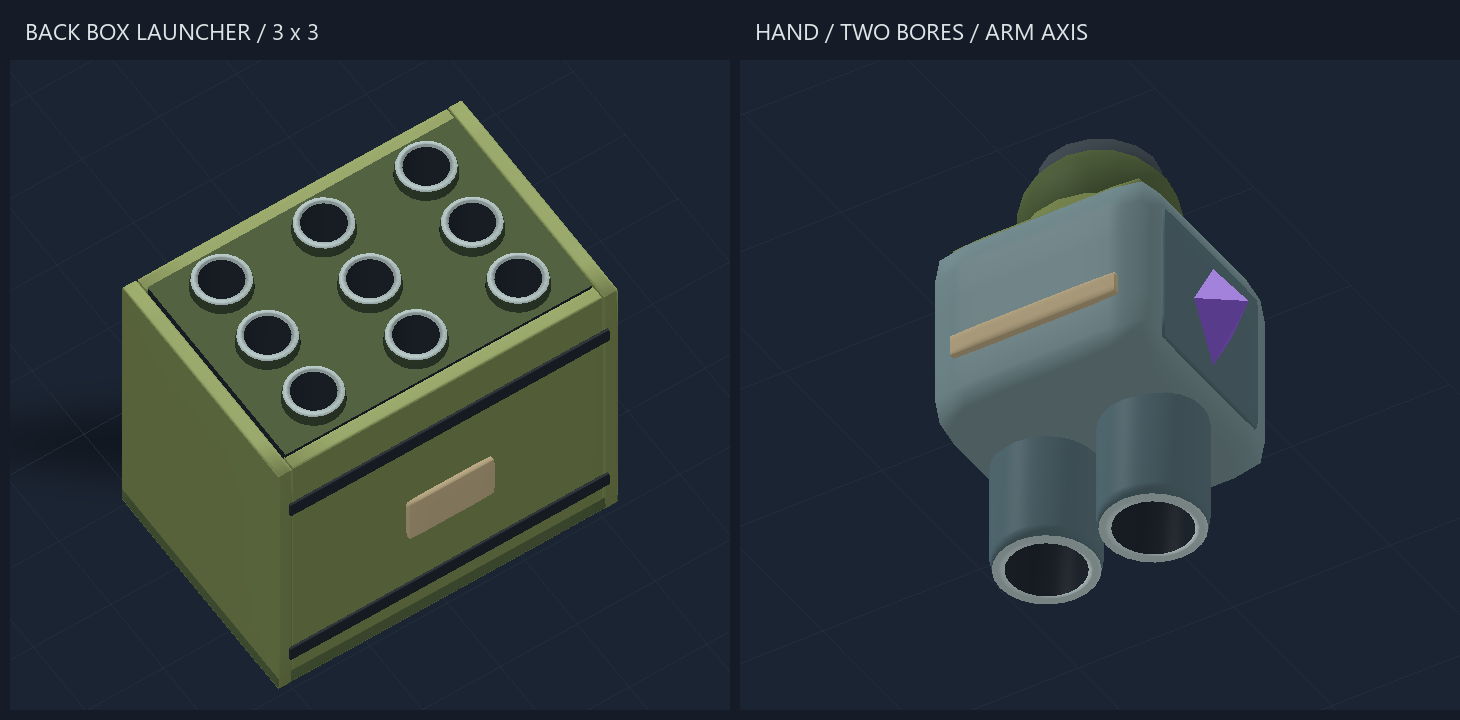 BACK BOX LAUNCHER / 3 x 3
HAND / TWO BORES / ARM AXIS